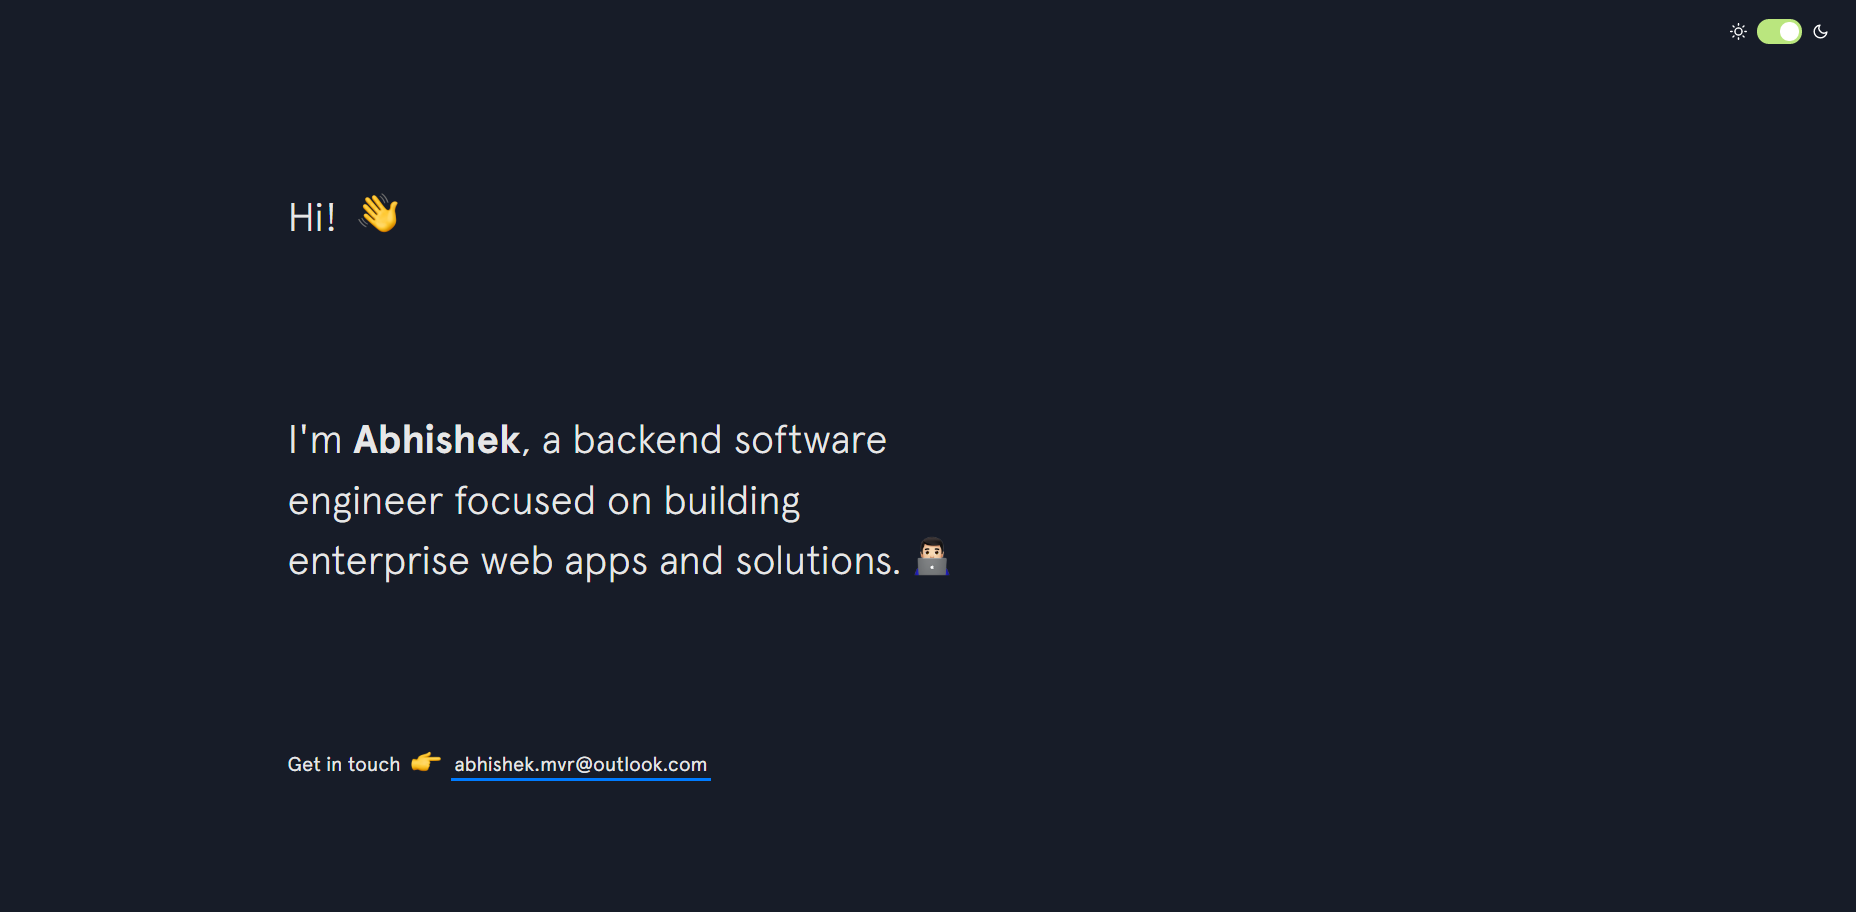 Hi! 👋
I'm Abhishek, a backend software
engineer focused on building
enterprise web apps and solutions. 👨🏻‍💻
Get in touch 👉 abhishek.mvr@outlook.com